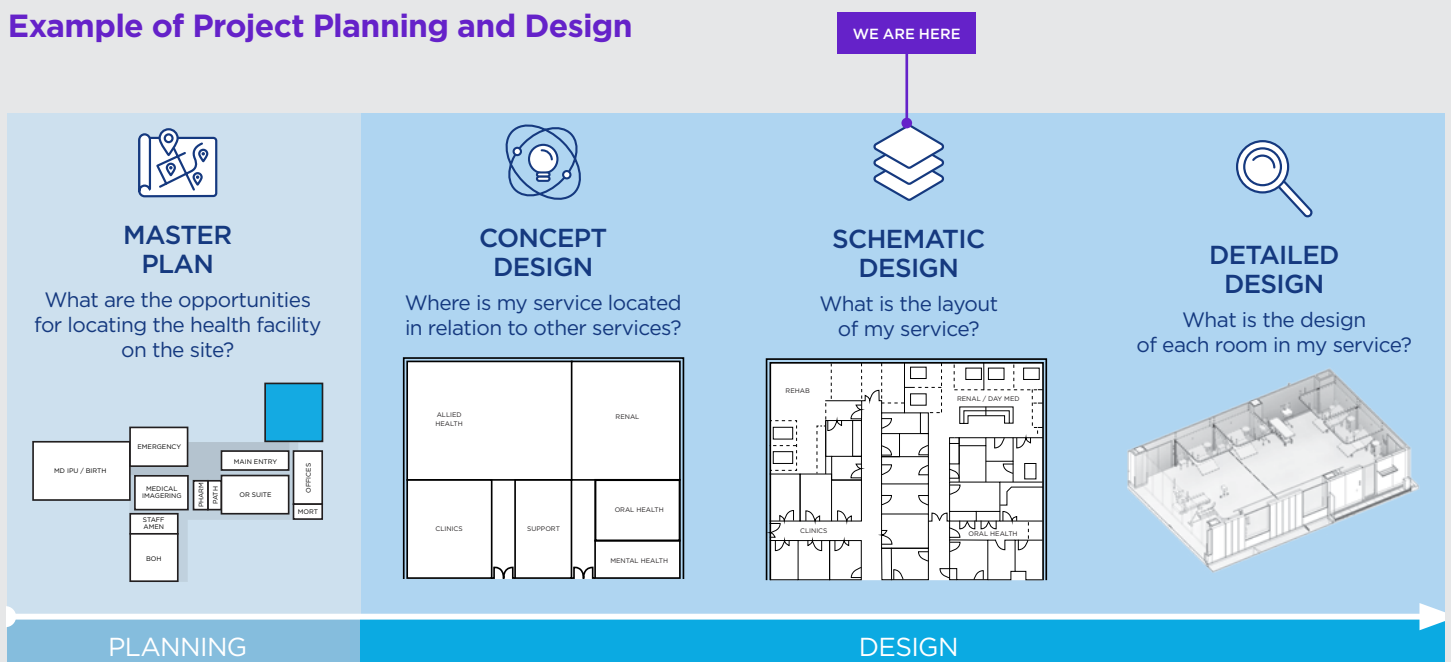 Example of Project Planning and Design
WE ARE HERE
MASTER
PLAN
What are the opportunities
for locating the health facility
on the site?
MD IPU / BIRTH
EMERGENCY
MEDICAL
IMAGERING
PHARM
PATH
MAIN ENTRY
OR SUITE
OFFICES
MORT
STAFF
AMEN
BOH
CONCEPT
DESIGN
Where is my service located
in relation to other services?
ALLIED
HEALTH
RENAL
CLINICS
SUPPORT
ORAL HEALTH
MENTAL HEALTH
SCHEMATIC
DESIGN
What is the layout
of my service?
REHAB
RENAL / DAY MED
CLINICS
ORAL HEALTH
DETAILED
DESIGN
What is the design
of each room in my service?
PLANNING
DESIGN